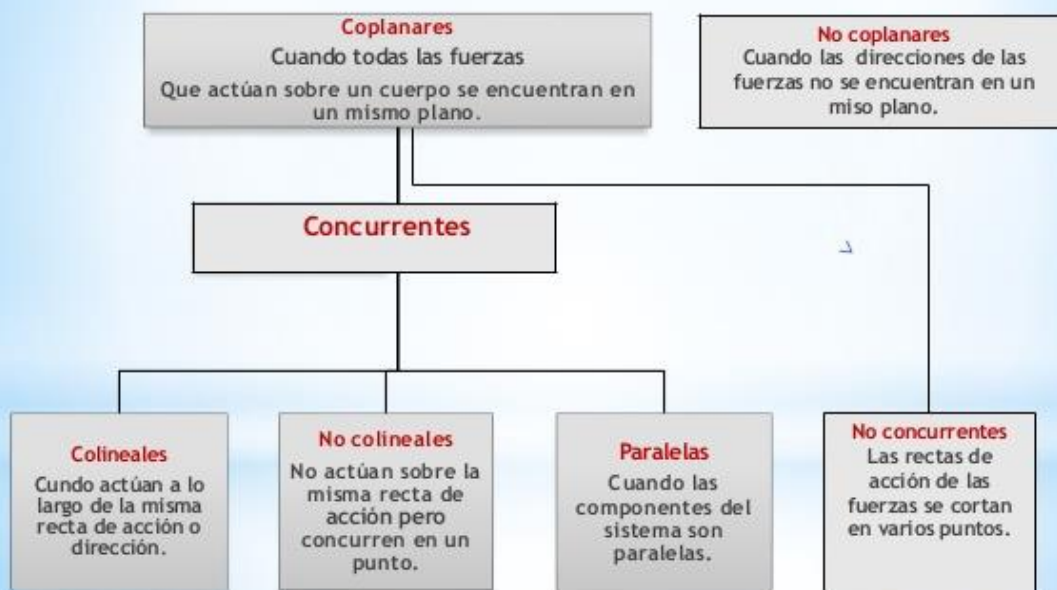 Coplanares
Cuando todas las fuerzas
Que actúan sobre un cuerpo se encuentran en
un mismo plano.
No coplanares
Cuando las direcciones de las
fuerzas no se encuentran en un
miso plano.
Concurrentes
Colineales
Cundo actúan a lo
largo de la misma
recta de acción o
dirección.
No colineales
No actúan sobre la
misma recta de
acción pero
concurren en un
punto.
Paralelas
Cuando las
componentes del
sistema son
paralelas.
No concurrentes
Las rectas de
acción de las
fuerzas se cortan
en varios puntos.